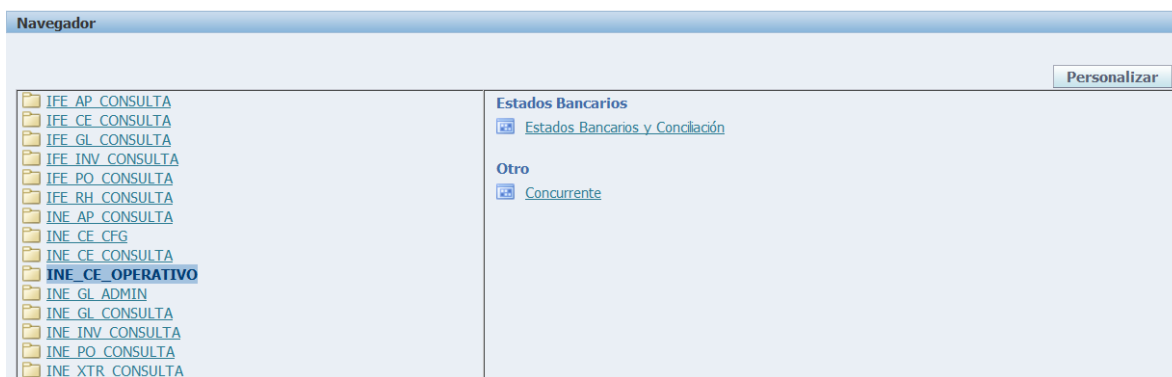 Navegador
Personalizar
IFE_AP_CONSULTA
IFE_CE_CONSULTA
IFE_GL_CONSULTA
IFE_INV_CONSULTA
IFE_PO_CONSULTA
IFE_RH_CONSULTA
INE_AP_CONSULTA
INE_CE_CFG
INE_CE_CONSULTA
INE_CE_OPERATIVO
INE_GL_ADMIN
INE_GL_CONSULTA
INE_INV_CONSULTA
INE_PO_CONSULTA
INE_XTR_CONSULTA
Estados Bancarios
Estados Bancarios y Conciliación
Otro
Concurrente